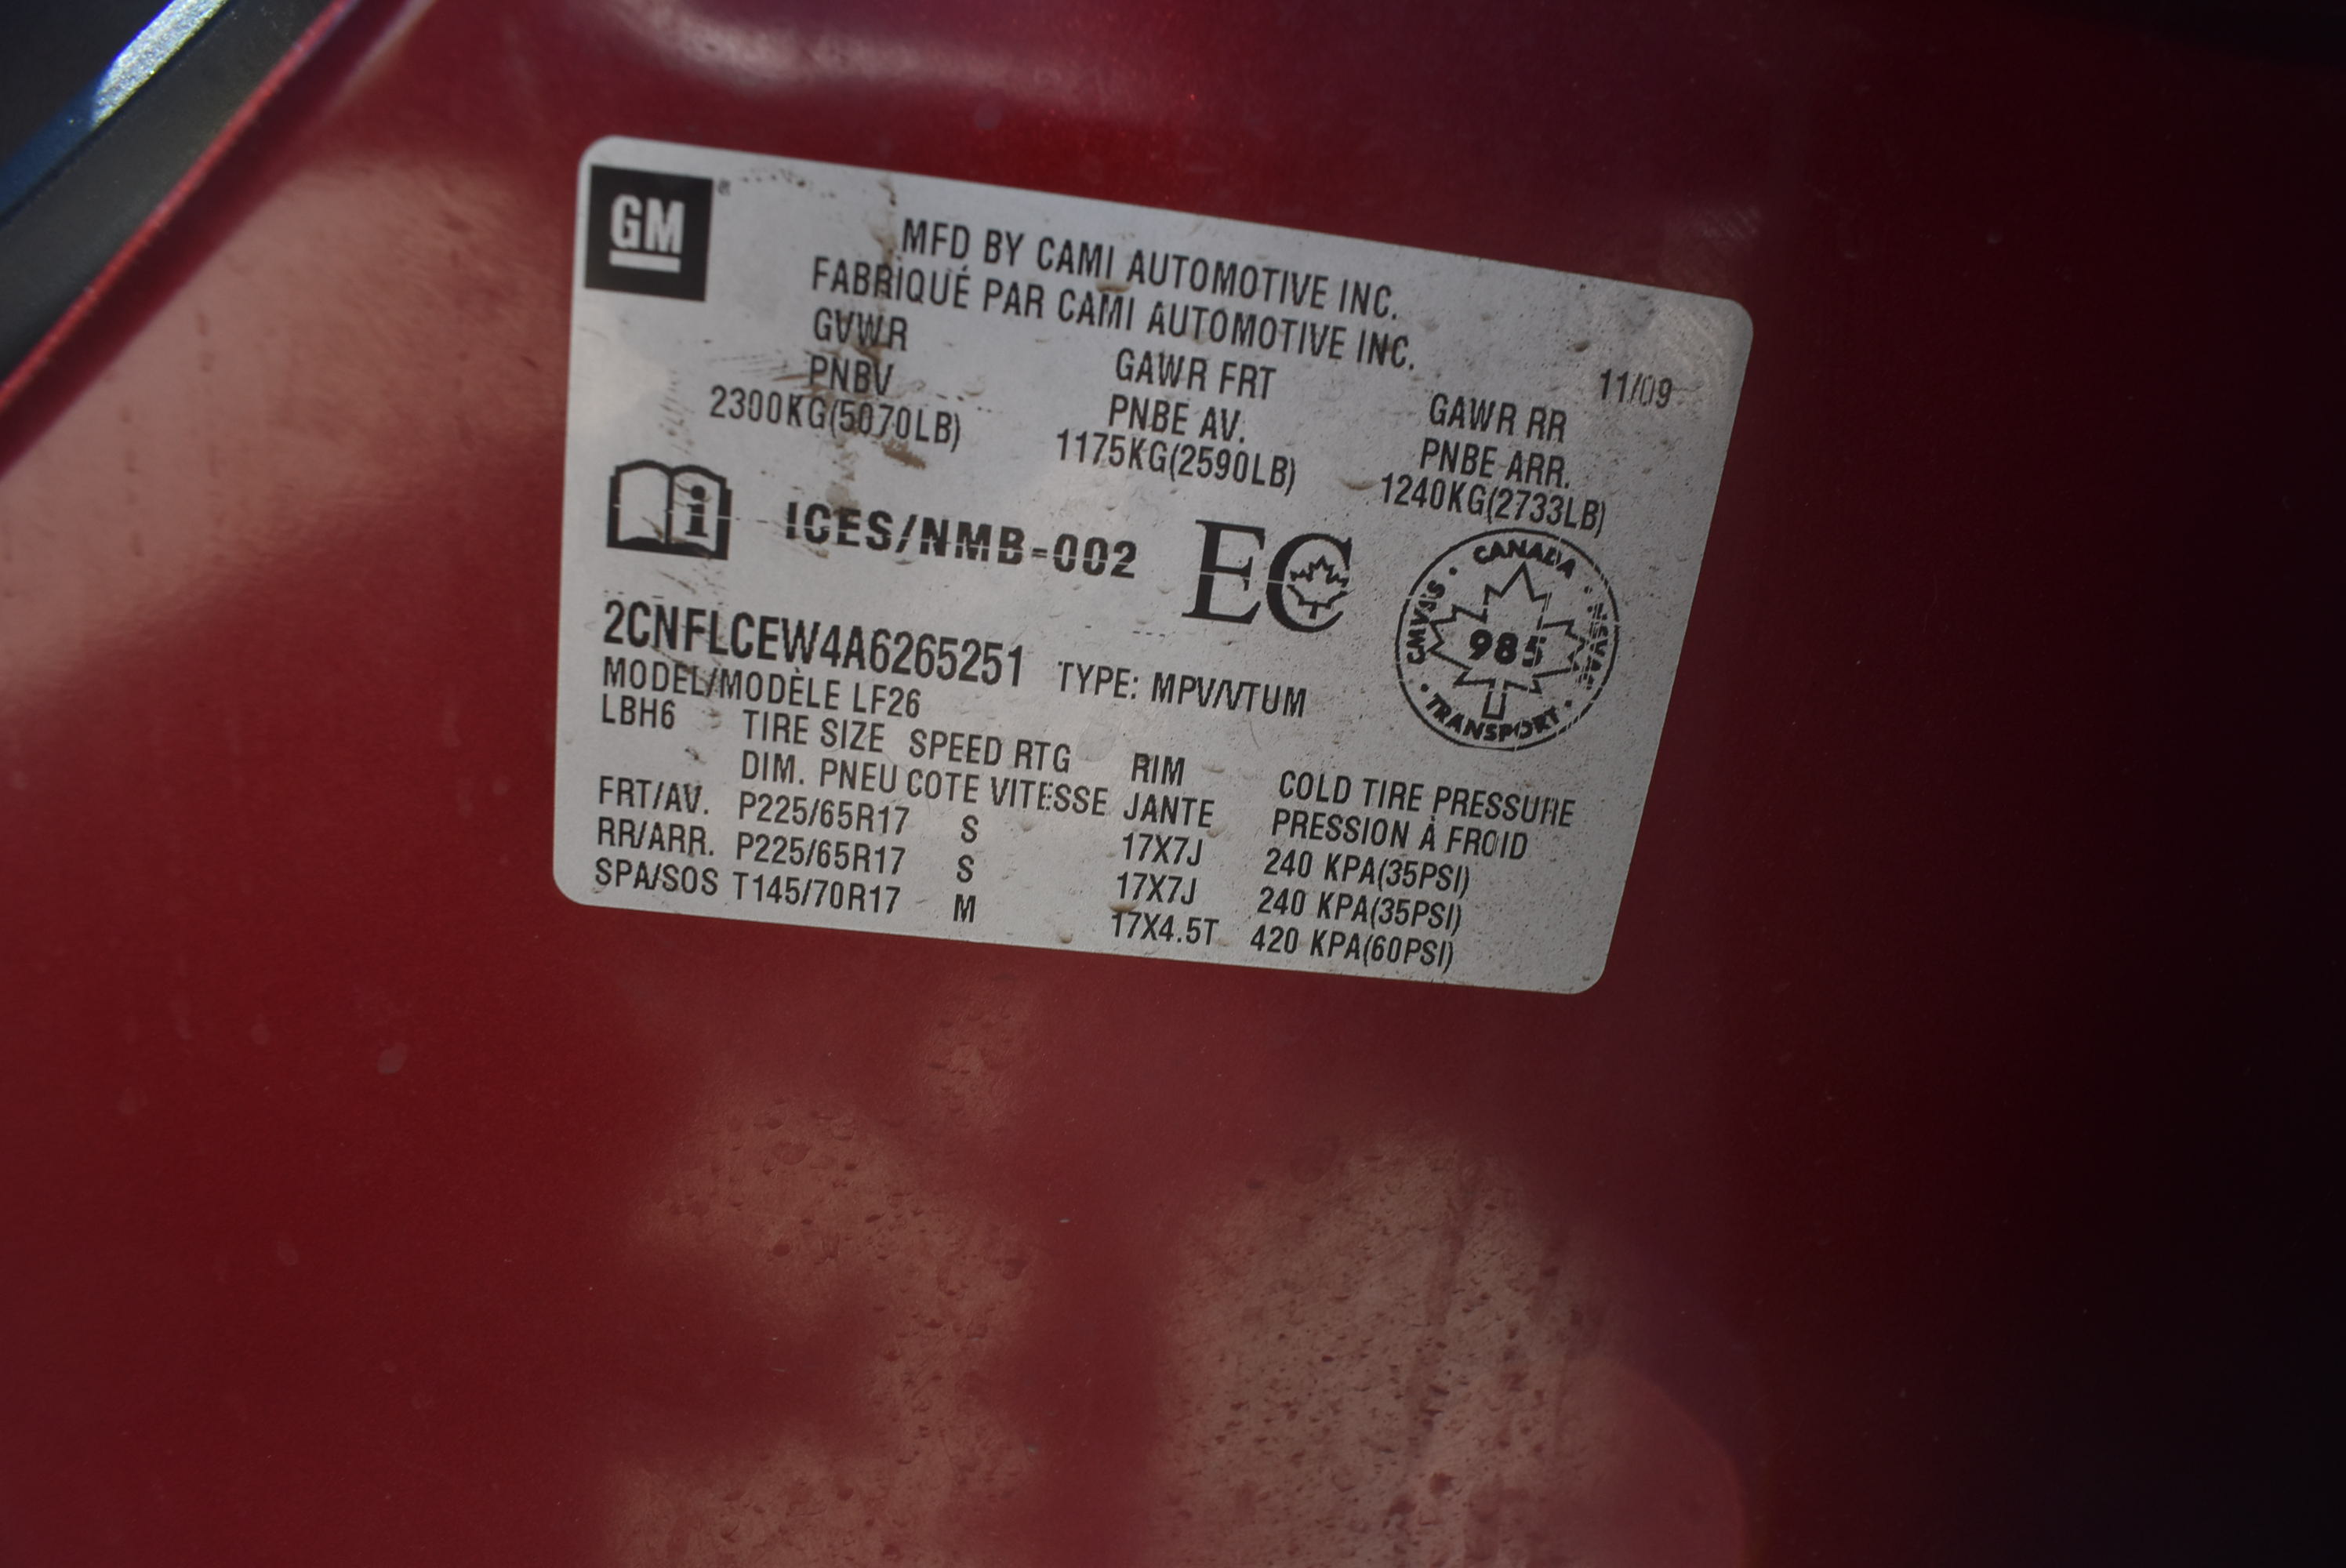 GM
MFD BY CAMI AUTOMOTIVE INC.
FABRIQUÉ PAR CAMI AUTOMOTIVE INC.
11/09
GVWR GAWR FRT GAWR RR
PNBV PNBE AV. PNBE ARR.
2300KG(5070LB) 1175KG(2590LB) 1240KG(2733LB)
i ICES/NMB-002 EC
CANADA
CMVSS
985
NSVAC
TRANSPORT
2CNFLCEW4A6265251 TYPE: MPV/VTUM
MODEL/MODÈLE LF26
LBH6 TIRE SIZE SPEED RTG RIM COLD TIRE PRESSURE
DIM. PNEU COTE VITESSE JANTE PRESSION À FROID
FRT/AV. P225/65R17 S 17X7J 240 KPA(35PSI)
RR/ARR. P225/65R17 S 17X7J 240 KPA(35PSI)
SPA/SOS T145/70R17 M 17X4.5T 420 KPA(60PSI)